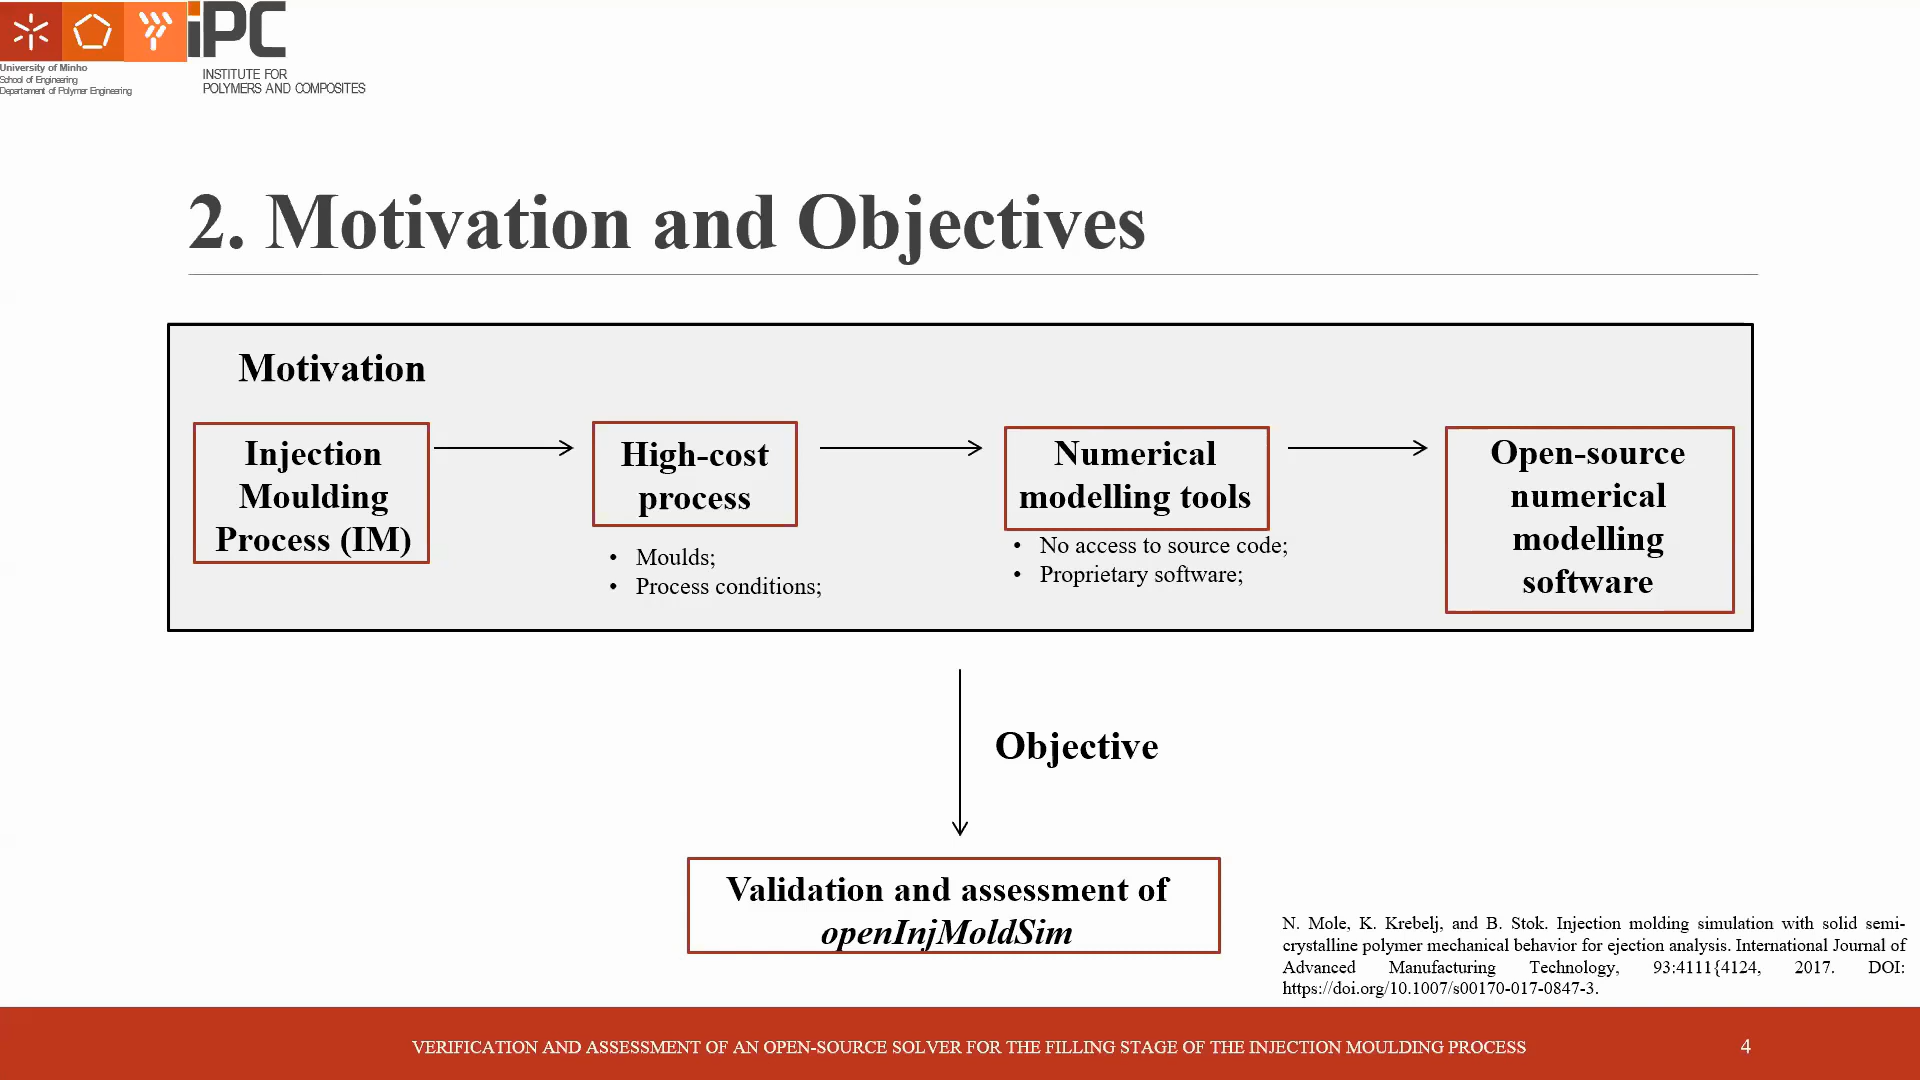 iPC
University of Minho
School of Engineering
Departament of Polymer Engineering
INSTITUTE FOR
POLYMERS AND COMPOSITES
2. Motivation and Objectives
Motivation
Injection
Moulding
Process (IM)
High-cost
process
• Moulds;
• Process conditions;
Numerical
modelling tools
• No access to source code;
• Proprietary software;
Open-source
numerical
modelling
software
Objective
Validation and assessment of
openInjMoldSim
N. Mole, K. Krebelj, and B. Stok. Injection molding simulation with solid semi-
crystalline polymer mechanical behavior for ejection analysis. International Journal of
Advanced Manufacturing Technology, 93:4111{4124, 2017. DOI:
https://doi.org/10.1007/s00170-017-0847-3.
VERIFICATION AND ASSESSMENT OF AN OPEN-SOURCE SOLVER FOR THE FILLING STAGE OF THE INJECTION MOULDING PROCESS
4